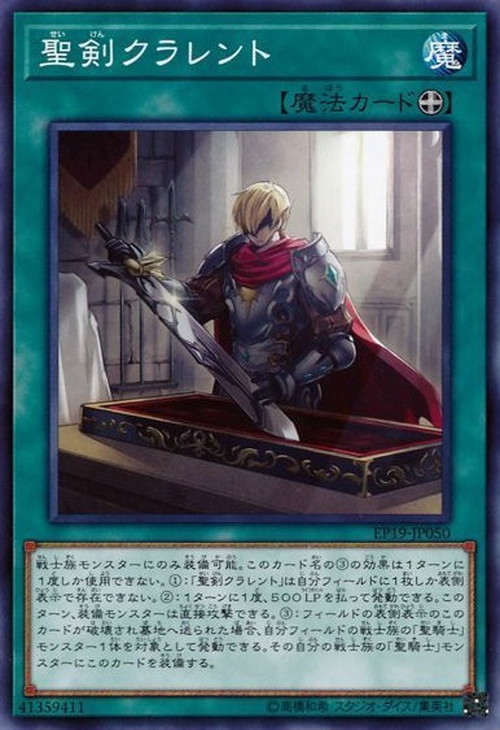 聖剣クラレント
魔
【魔法カード】
EP19-JP050
戦士族モンスターにのみ装備可能。このカード名の③の効果は1ターンに
1度しか使用できない。①:「聖剣クラレント」は自分フィールドに1枚しか表側
表示で存在できない。②:1ターンに1度、500LPを払って発動できる。この
ターン、装備モンスターは直接攻撃できる。③:フィールドの表側表示のこの
カードが破壊され墓地へ送られた場合、自分フィールドの戦士族の「聖騎士」
モンスター1体を対象として発動できる。その自分の戦士族の「聖騎士」モン
スターにこのカードを装備する。
41359411
©高橋和希 スタジオ・ダイス/集英社